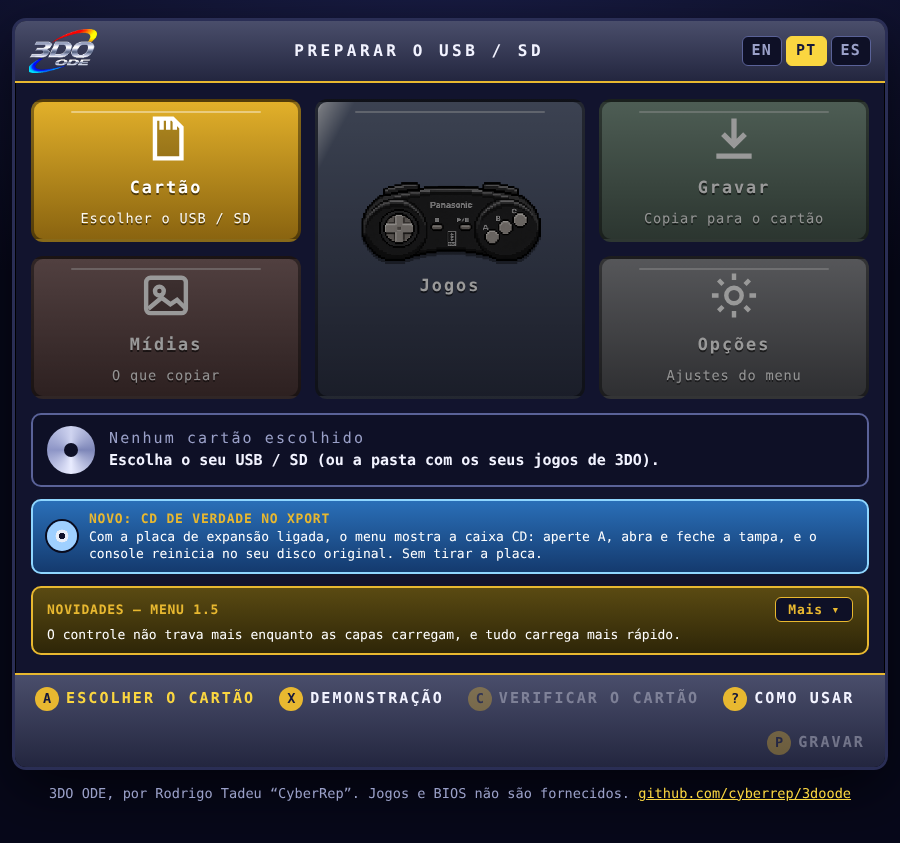 3DO
ODE
PREPARAR O USB / SD
EN
PT
ES
Cartão
Escolher o USB / SD
Panasonic
A
B
C
Jogos
Gravar
Copiar para o cartão
Mídias
O que copiar
Opções
Ajustes do menu
Nenhum cartão escolhido
Escolha o seu USB / SD (ou a pasta com os seus jogos de 3DO).
NOVO: CD DE VERDADE NO XPORT
Com a placa de expansão ligada, o menu mostra a caixa CD: aperte A, abra e feche a tampa, e o
console reinicia no seu disco original. Sem tirar a placa.
NOVIDADES — MENU 1.5
Mais ▾
O controle não trava mais enquanto as capas carregam, e tudo carrega mais rápido.
A ESCOLHER O CARTÃO
X DEMONSTRAÇÃO
C VERIFICAR O CARTÃO
? COMO USAR
P GRAVAR
3DO ODE, por Rodrigo Tadeu “CyberRep”. Jogos e BIOS não são fornecidos. github.com/cyberrep/3doode